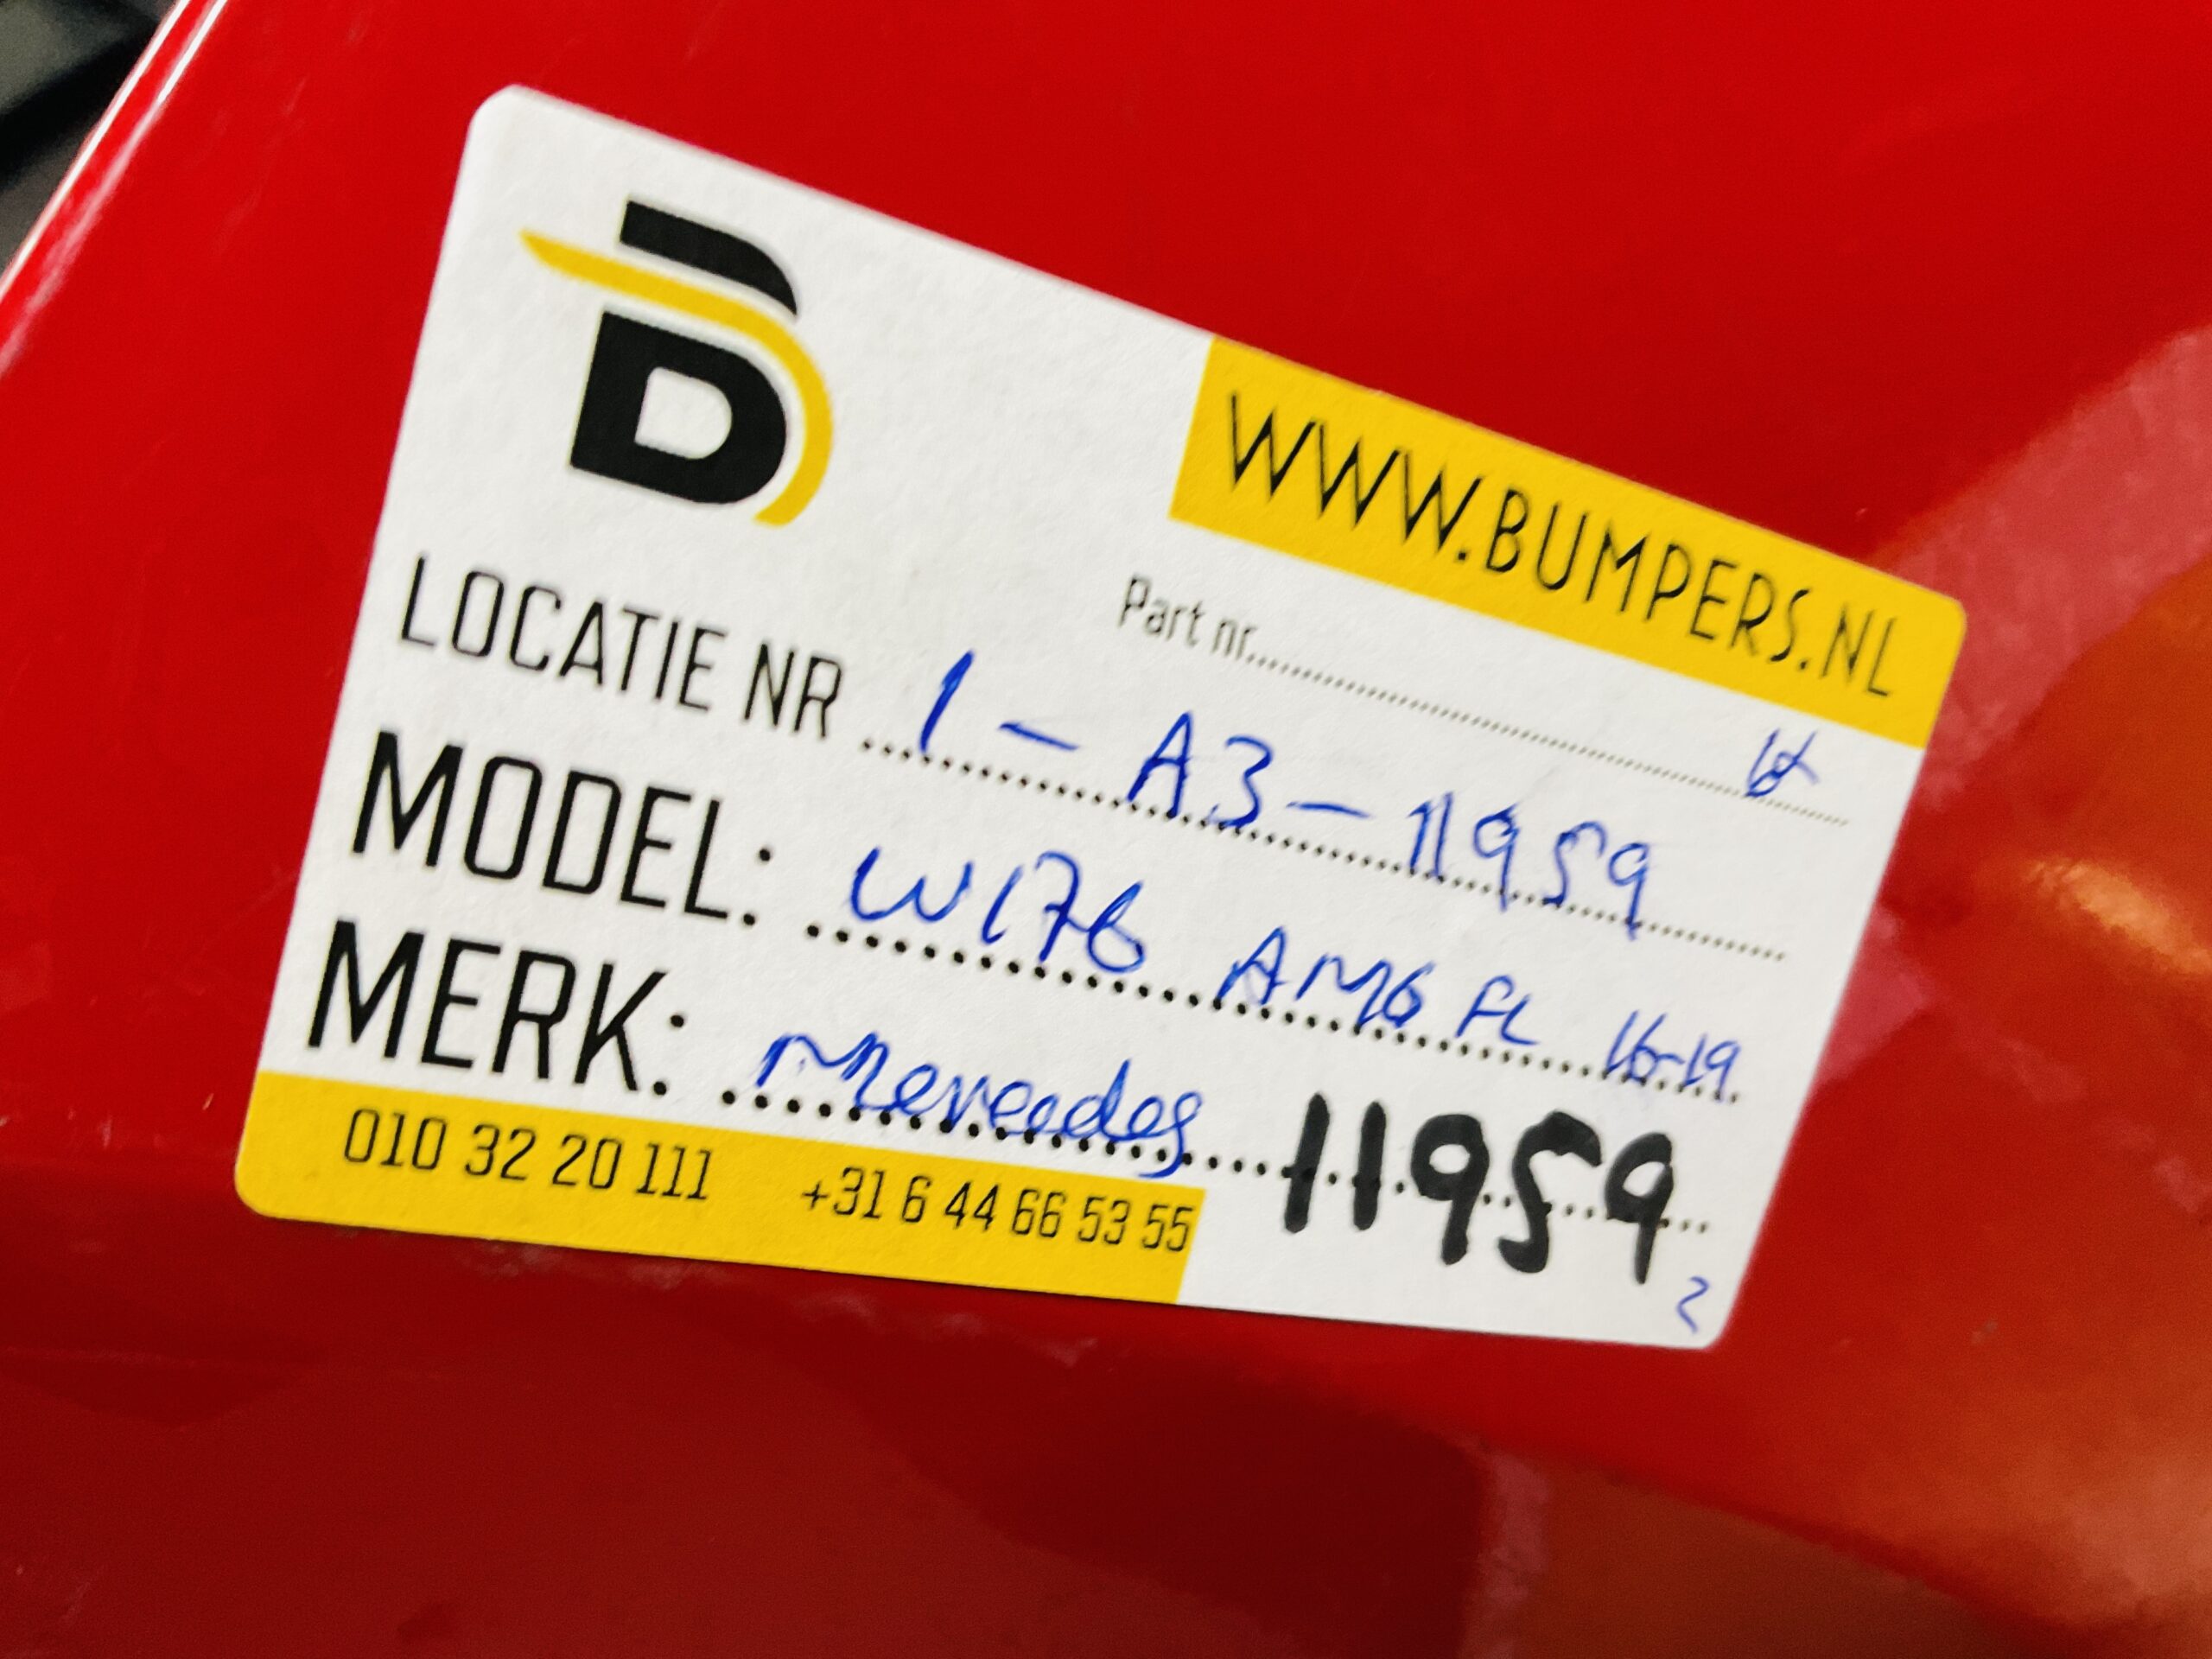 B
WWW.BUMPERS.NL
Part nr.
LOCATIE NR 1 - A3 - 11959
MODEL: W176 AMG FL 16-19
MERK: Mercedes 11959
010 32 20 111 +31 6 44 66 53 55
2